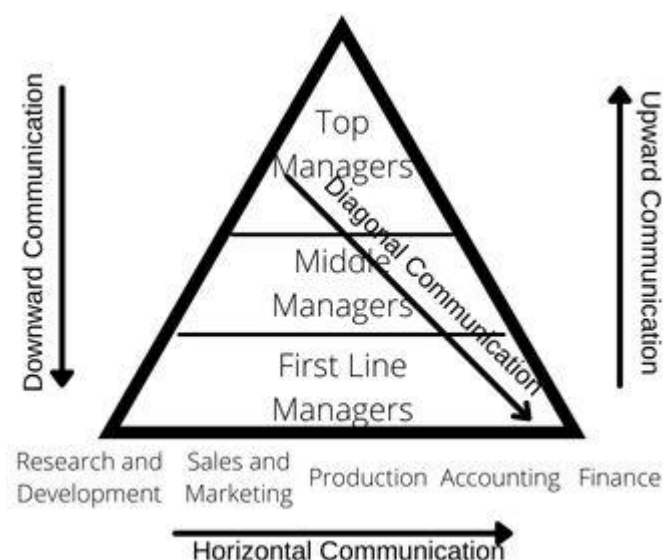 Top
Managers
Middle
Managers
First Line
Managers
Diagonal Communication
Downward Communication
Upward Communication
Research and
Development
Sales and
Marketing
Production
Accounting
Finance
Horizontal Communication